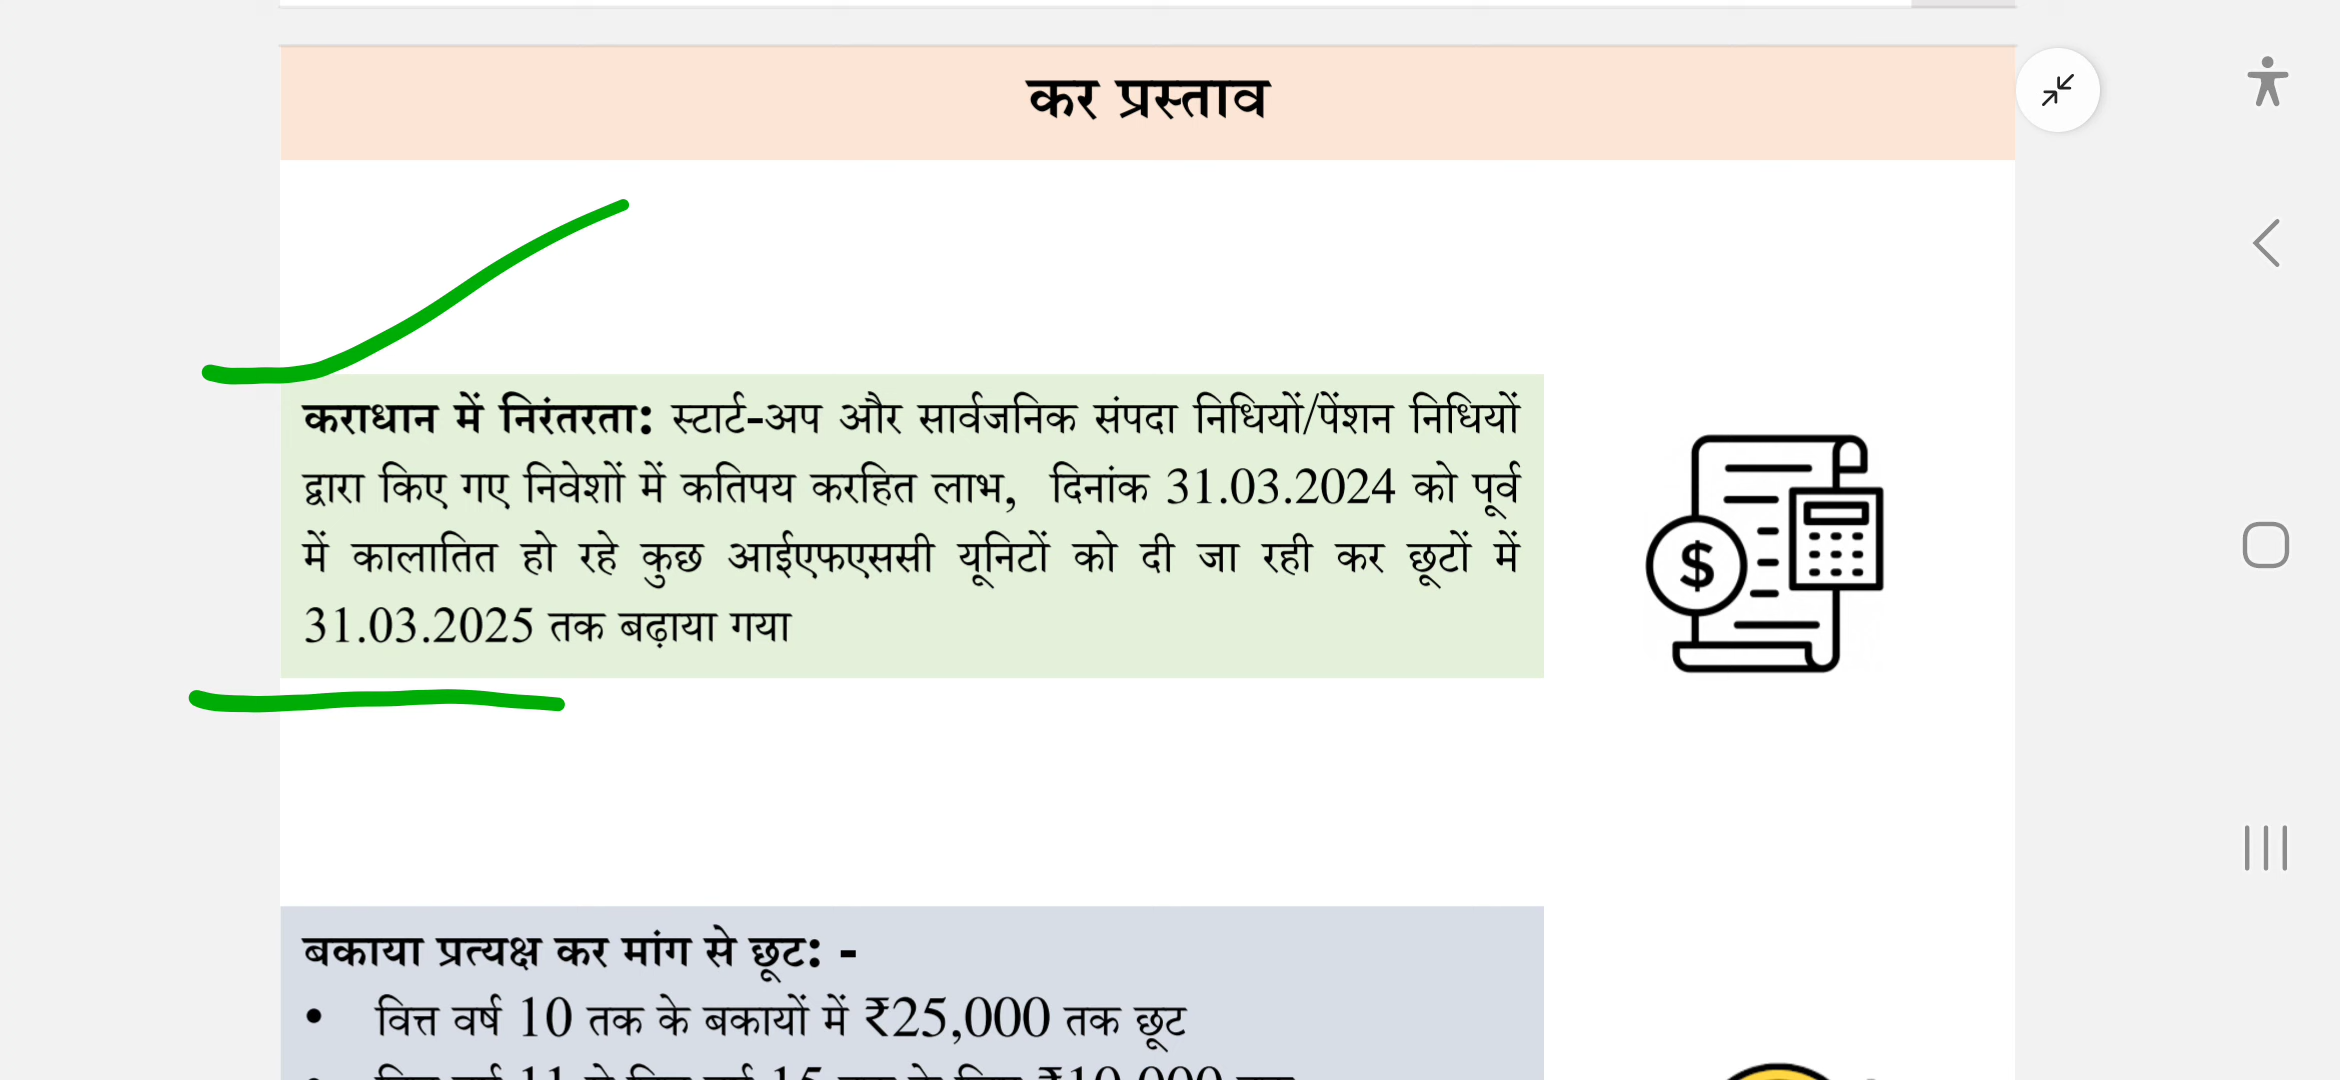 कर प्रस्ताव
कराधान में निरंतरता: स्टार्ट-अप और सार्वजनिक संपदा निधियों/पेंशन निधियों
द्वारा किए गए निवेशों में कतिपय करहित लाभ, दिनांक 31.03.2024 को पूर्व
में कालातित हो रहे कुछ आईएफएससी यूनिटों को दी जा रही कर छूटों में
31.03.2025 तक बढ़ाया गया
$
बकाया प्रत्यक्ष कर मांग से छूट: -
• वित्त वर्ष 10 तक के बकायों में ₹25,000 तक छूट